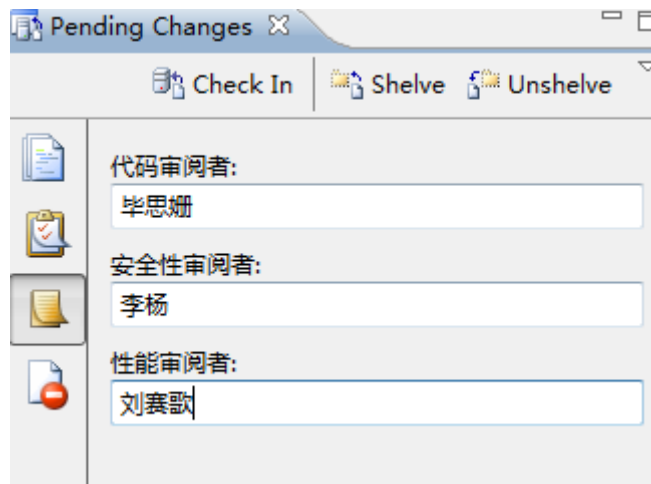 Pending Changes
Check In Shelve Unshelve
代码审阅者:
毕思姗
安全性审阅者:
李杨
性能审阅者:
刘赛歌